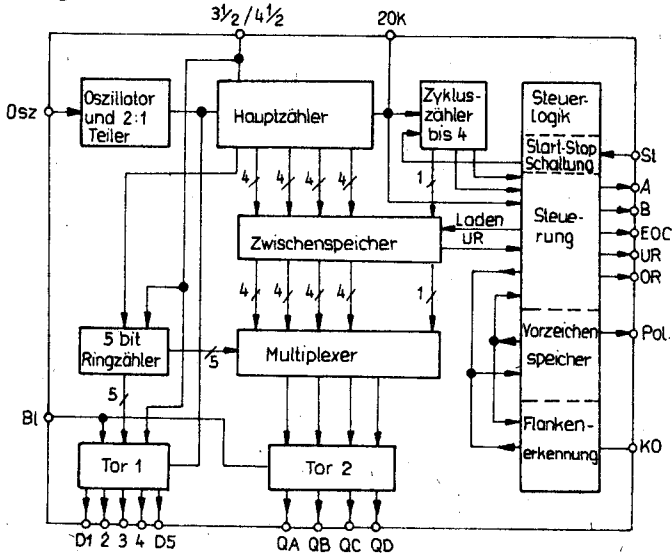 3½/4½
20K
Osz
Oszillator
und 2:1
Teiler
Hauptzähler
Zyklus-
zähler
bis 4
Steuer-
logik
Start-Stop
Schaltung
St
A
B
EOC
UR
OR
4 4 4 4
1
Laden
UR
Steue-
rung
Zwischenspeicher
4 4 4 4
1
5 bit
Ringzähler
5
Multiplexer
Vorzeichen
speicher
Pol.
5
Bl
Tor 1
Tor 2
Flanken-
erkennung
KO
D1 2 3 4 D5
QA QB QC QD